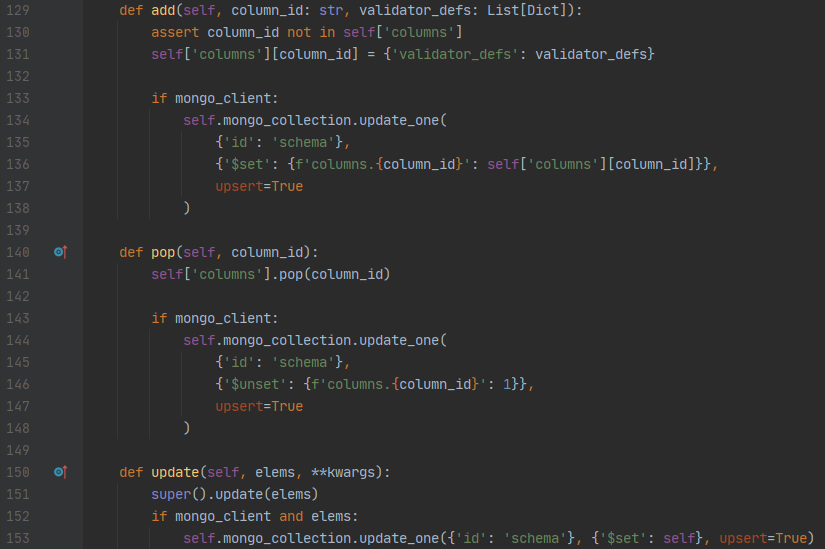 129 def add(self, column_id: str, validator_defs: List[Dict]):
130 assert column_id not in self['columns']
131 self['columns'][column_id] = {'validator_defs': validator_defs}
132
133 if mongo_client:
134 self.mongo_collection.update_one(
135 {'id': 'schema'},
136 {'$set': {f'columns.{column_id}': self['columns'][column_id]}},
137 upsert=True
138 )
139
140 def pop(self, column_id):
141 self['columns'].pop(column_id)
142
143 if mongo_client:
144 self.mongo_collection.update_one(
145 {'id': 'schema'},
146 {'$unset': {f'columns.{column_id}': 1}},
147 upsert=True
148 )
149
150 def update(self, elems, **kwargs):
151 super().update(elems)
152 if mongo_client and elems:
153 self.mongo_collection.update_one({'id': 'schema'}, {'$set': self}, upsert=True)